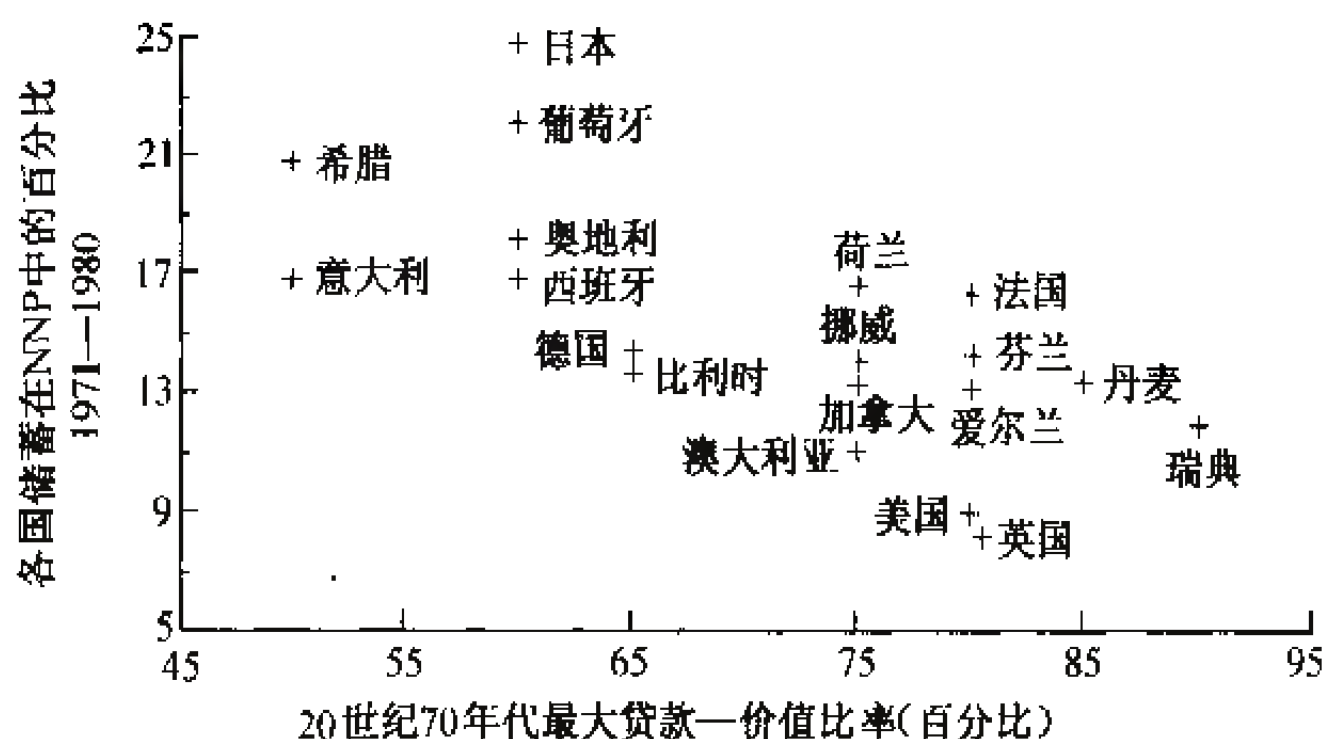 各国储蓄在NNP中的百分比
1971—1980
25
日本
葡萄牙
21
希腊
奥地利
荷兰
17
意大利
西班牙
法国
挪威
德国
芬兰
比利时
13
丹麦
加拿大
爱尔兰
澳大利亚
瑞典
9
美国
英国
5
45 55 65 75 85 95
20世纪70年代最大贷款—价值比率(百分比)